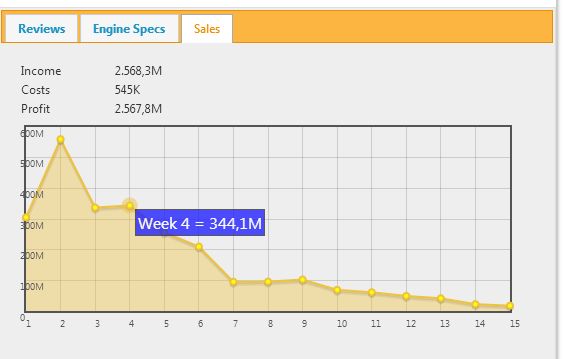 Reviews Engine Specs Sales
Income 2.568,3M
Costs 545K
Profit 2.567,8M
600M
500M
400M
300M
Week 4 = 344,1M
200M
100M
0
1 2 3 4 5 6 7 8 9 10 11 12 13 14 15